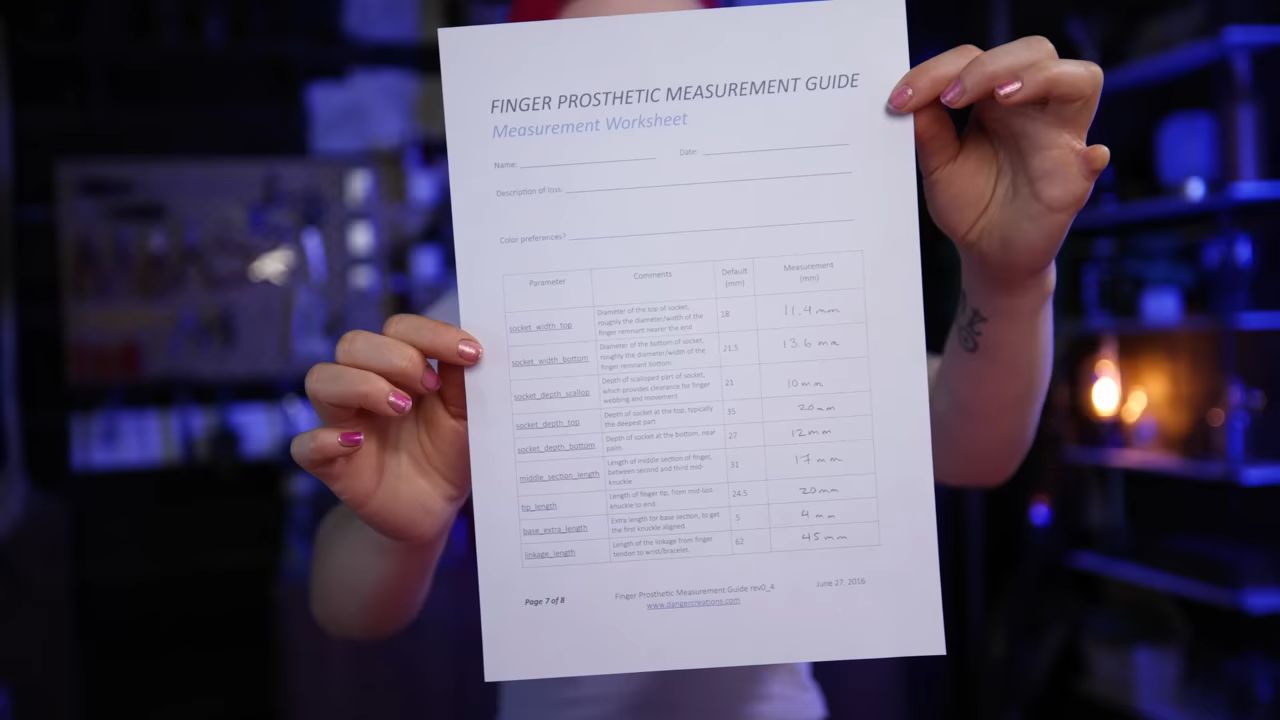 FINGER PROSTHETIC MEASUREMENT GUIDE
Measurement Worksheet
Name: Date:
Description of loss:
Color preferences?
Parameter Comments Default (mm) Measurement (mm)
socket_width_top Diameter of the top of socket, roughly the diameter/width of the finger remnant nearer the end 18 11.4 mm
socket_width_bottom Diameter of the bottom of socket, roughly the diameter/width of the finger remnant bottom 21.5 13.6 mm
socket_depth_scallop Depth of scalloped part of socket, which provides clearance for finger webbing and movement 21 10 mm
socket_depth_top Depth of socket at the top, typically the deepest part 35 20mm
socket_depth_bottom Depth of socket at the bottom, near palm. 27 12mm
middle_section_length Length of middle section of finger, between second and third mid-knuckle 31 17 mm
tip_length Length of finger tip, from mid-last-knuckle to end. 24.5 20mm
base_extra_length Extra length for base section, to get the first knuckle aligned. 5 4 mm
linkage_length Length of the linkage from finger tendon to wrist/bracelet. 62 45 mm
Page 7 of 8 Finger Prosthetic Measurement Guide rev0_4 June 27, 2016
www.dangercreations.com